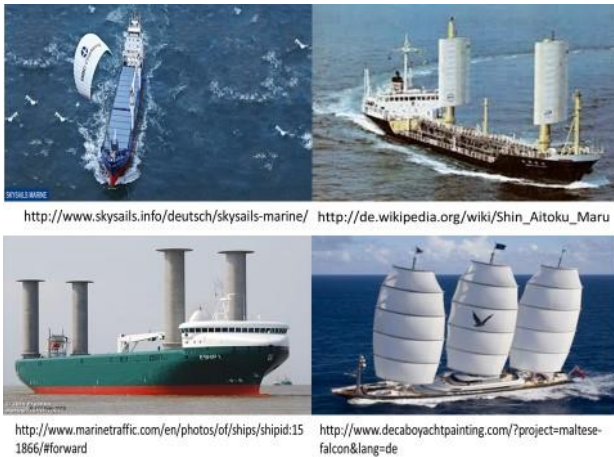 SKYSAILS MARINE
http://www.skysails.info/deutsch/skysails-marine/
http://de.wikipedia.org/wiki/Shin_Aitoku_Maru
E-SHIP 1
http://www.marinetraffic.com/en/photos/of/ships/shipid:15
1866/#forward
http://www.decaboyachtpainting.com/?project=maltese-
falcon&lang=de